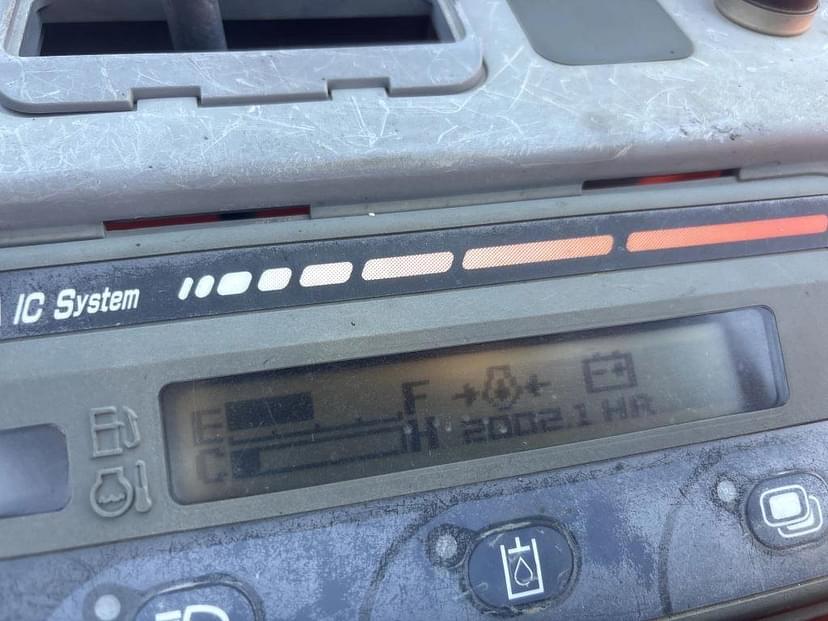 IC System
E F
2002.1 HR
C H